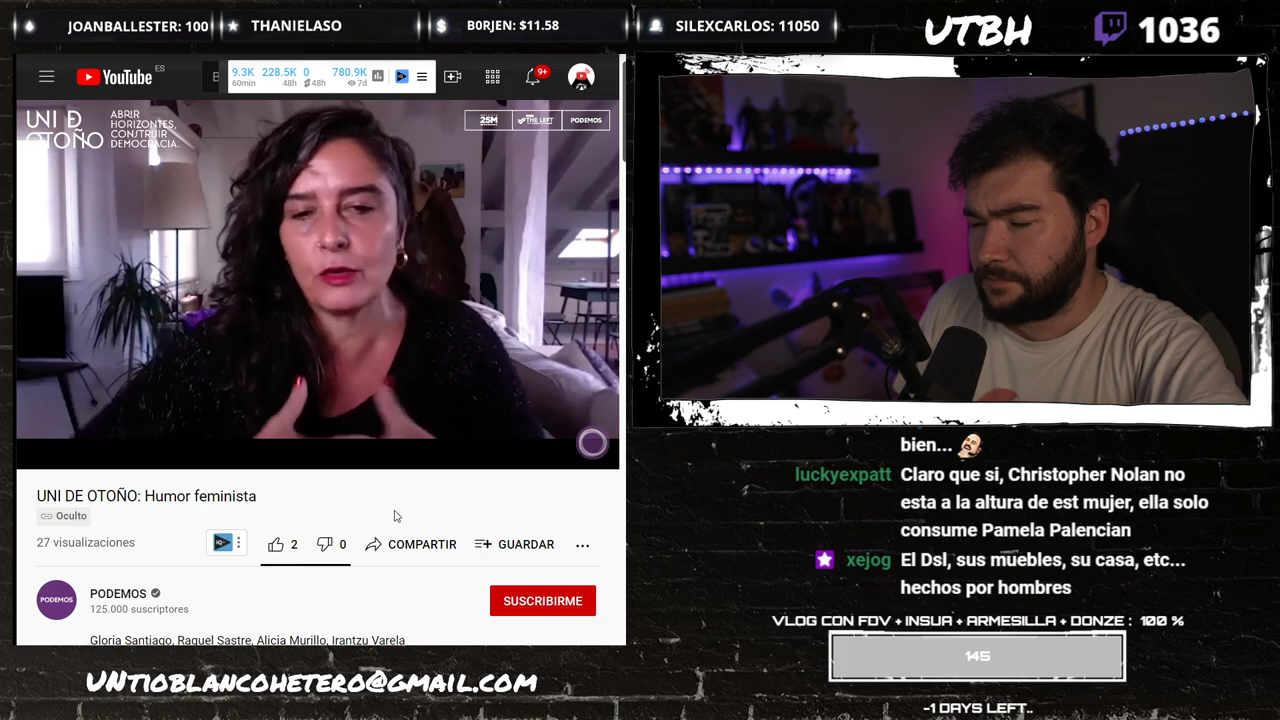 JOANBALLESTER: 100
THANIELASO
B0RJEN: $11.58
SILEXCARLOS: 11050
UTBH
1036
YouTube ES
9.3K 228.5K 0 780.9K
60min 48h 48h 7d
9+
UNI D
OTOÑO
ABRIR
HORIZONTES,
CONSTRUIR
DEMOCRACIA.
25M
THE LEFT
PODEMOS
UNI DE OTOÑO: Humor feminista
Oculto
27 visualizaciones
2
0
COMPARTIR
GUARDAR
PODEMOS
PODEMOS
125.000 suscriptores
SUSCRIBIRME
Gloria Santiago, Raquel Sastre, Alicia Murillo, Irantzu Varela
bien...
luckyexpatt Claro que si, Christopher Nolan no
esta a la altura de est mujer, ella solo
consume Pamela Palencian
xejog El Dsl, sus muebles, su casa, etc...
hechos por hombres
VLOG CON FDV + INSUA + ARMESILLA + DONZE : 100 %
145
-1 DAYS LEFT..
UNTIOBLANCOHETERO@GMAIL.COM